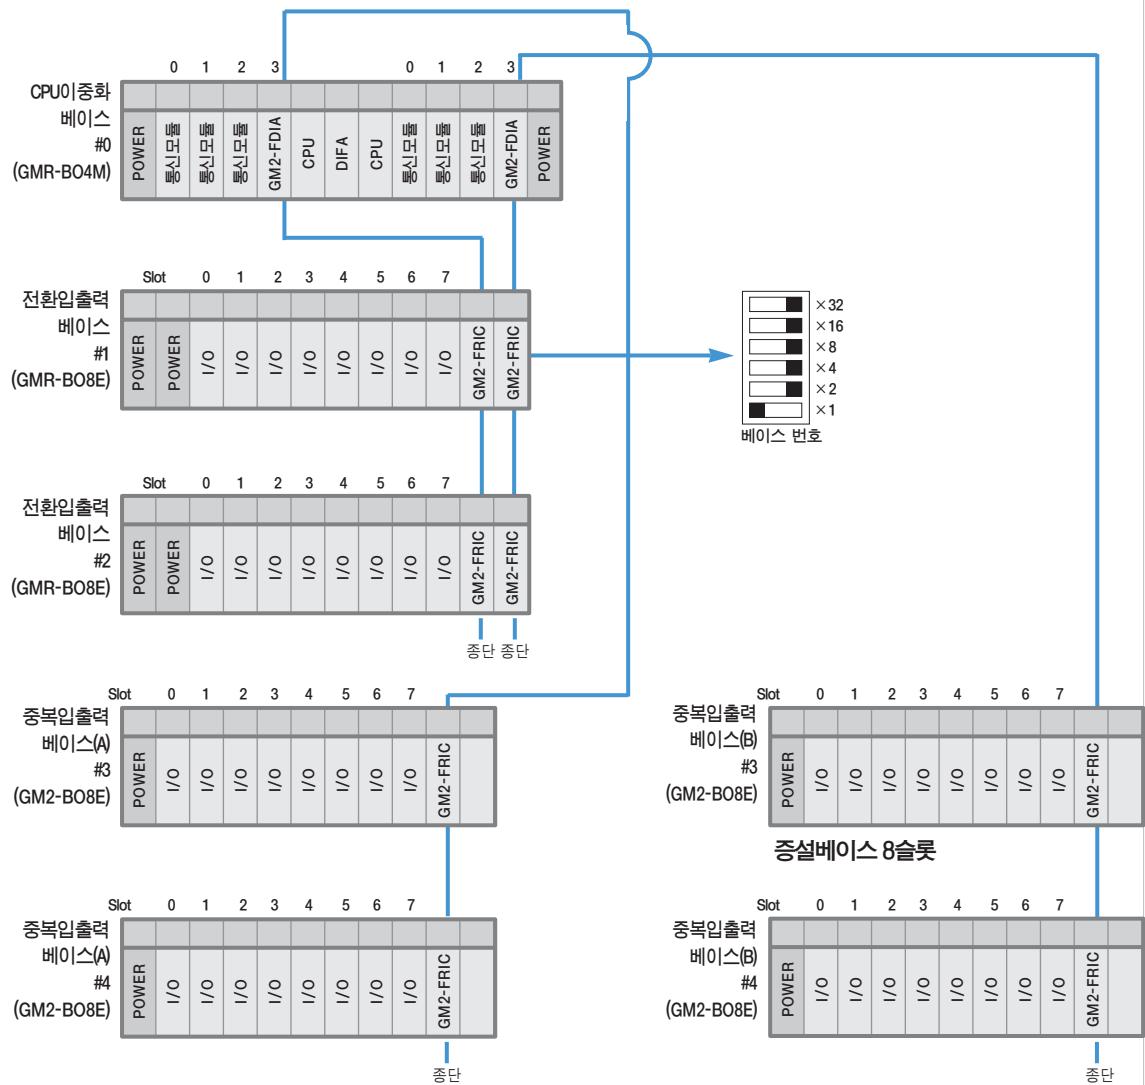 0 1 2 3 0 1 2 3
CPU이중화
베이스
#0
(GMR-B04M)
POWER 통신모듈 통신모듈 통신모듈 GM2-FDIA CPU DIFA CPU 통신모듈 통신모듈 통신모듈 GM2-FDIA POWER
Slot 0 1 2 3 4 5 6 7
전환입출력
베이스
#1
(GMR-B08E)
POWER POWER I/O I/O I/O I/O I/O I/O I/O I/O GM2-FRIC GM2-FRIC
×32
×16
×8
×4
×2
×1
베이스 번호
Slot 0 1 2 3 4 5 6 7
전환입출력
베이스
#2
(GMR-B08E)
POWER POWER I/O I/O I/O I/O I/O I/O I/O I/O GM2-FRIC GM2-FRIC
종단 종단
Slot 0 1 2 3 4 5 6 7
중복입출력
베이스(A)
#3
(GM2-B08E)
POWER I/O I/O I/O I/O I/O I/O I/O I/O GM2-FRIC
Slot 0 1 2 3 4 5 6 7
중복입출력
베이스(B)
#3
(GM2-B08E)
POWER I/O I/O I/O I/O I/O I/O I/O I/O GM2-FRIC
증설베이스 8슬롯
Slot 0 1 2 3 4 5 6 7
중복입출력
베이스(A)
#4
(GM2-B08E)
POWER I/O I/O I/O I/O I/O I/O I/O I/O GM2-FRIC
종단
Slot 0 1 2 3 4 5 6 7
중복입출력
베이스(B)
#4
(GM2-B08E)
POWER I/O I/O I/O I/O I/O I/O I/O I/O GM2-FRIC
종단